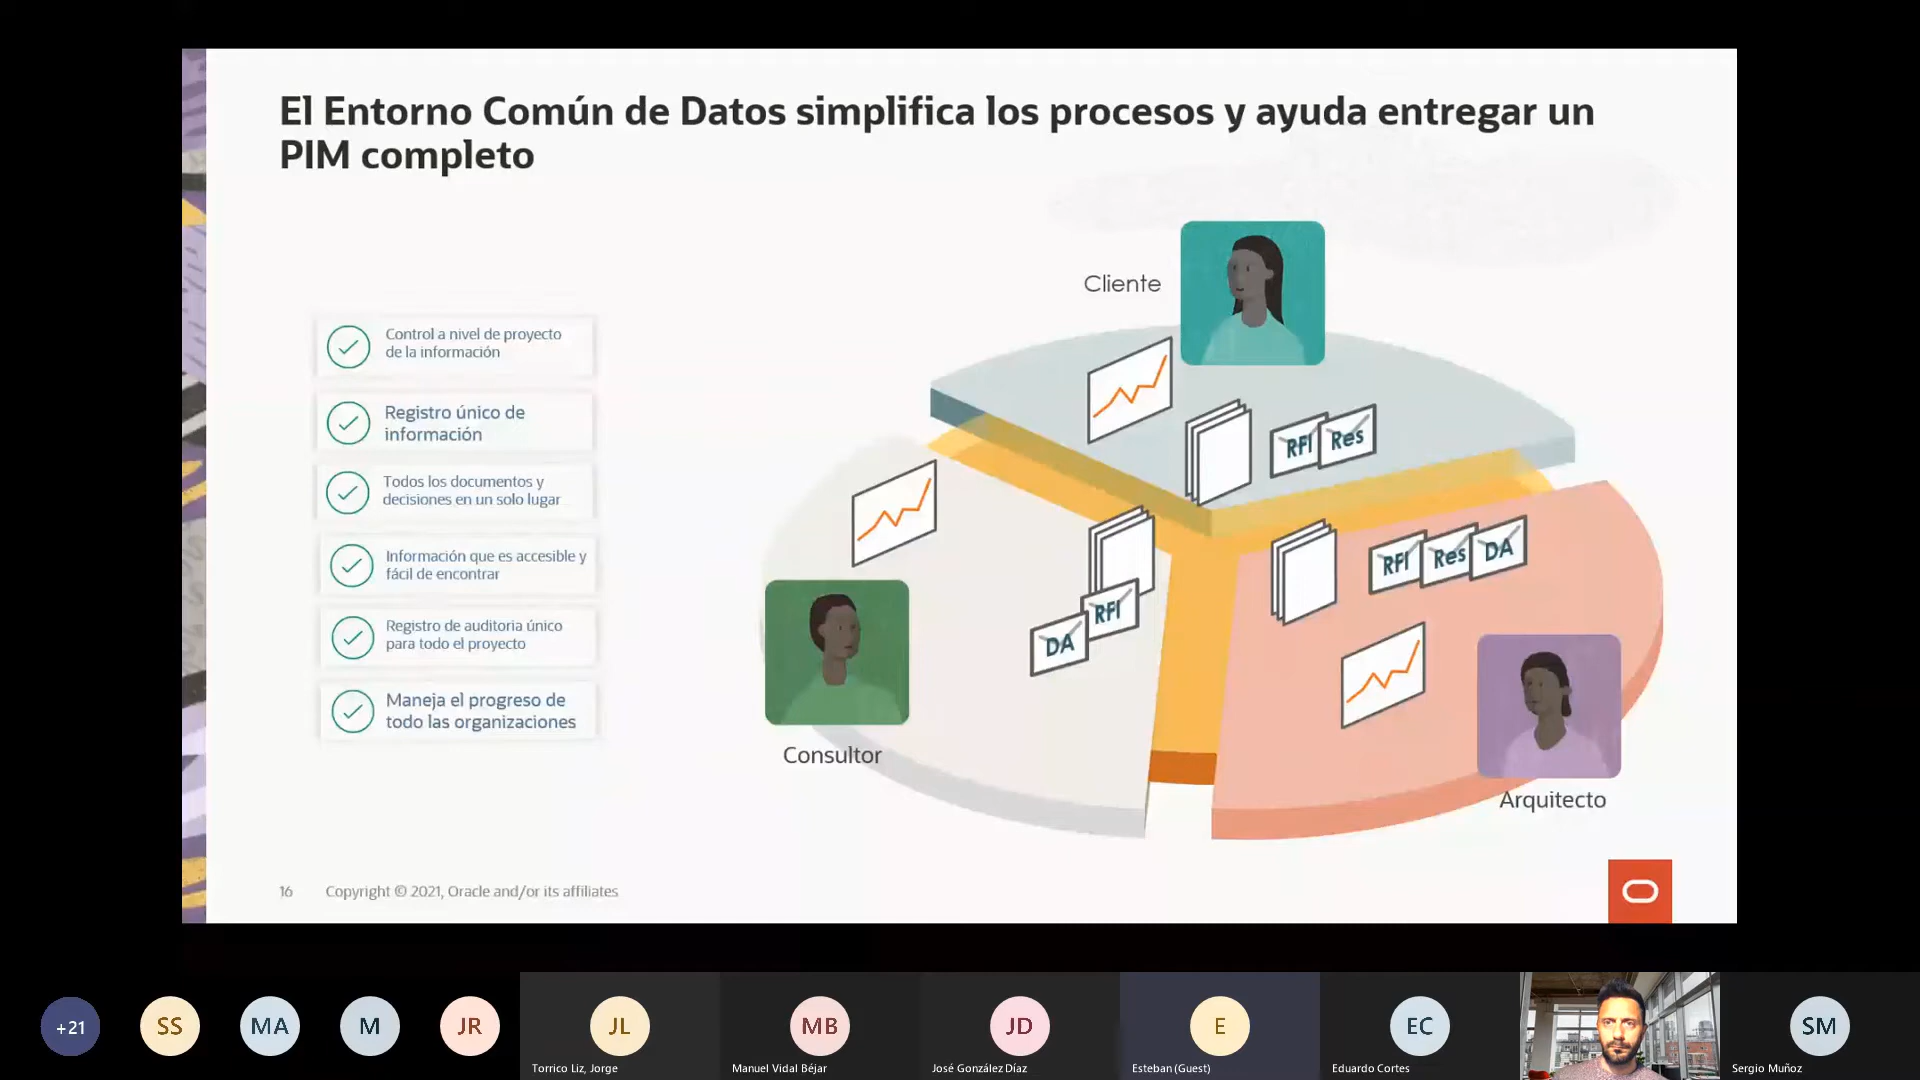 El Entorno Común de Datos simplifica los procesos y ayuda entregar un
PIM completo
Cliente
Control a nivel de proyecto
de la información
Registro único de
información
Todos los documentos y
decisiones en un solo lugar
Información que es accesible y
fácil de encontrar
Registro de auditoria único
para todo el proyecto
Maneja el progreso de
todo las organizaciones
RFI Res
RFI Res DA
RFI
DA
Consultor
Arquitecto
16 Copyright © 2021, Oracle and/or its affiliates
+21 SS MA M JR JL MB JD E EC SM
Torrico Liz, Jorge Manuel Vidal Béjar José González Díaz Esteban (Guest) Eduardo Cortes Sergio Muñoz